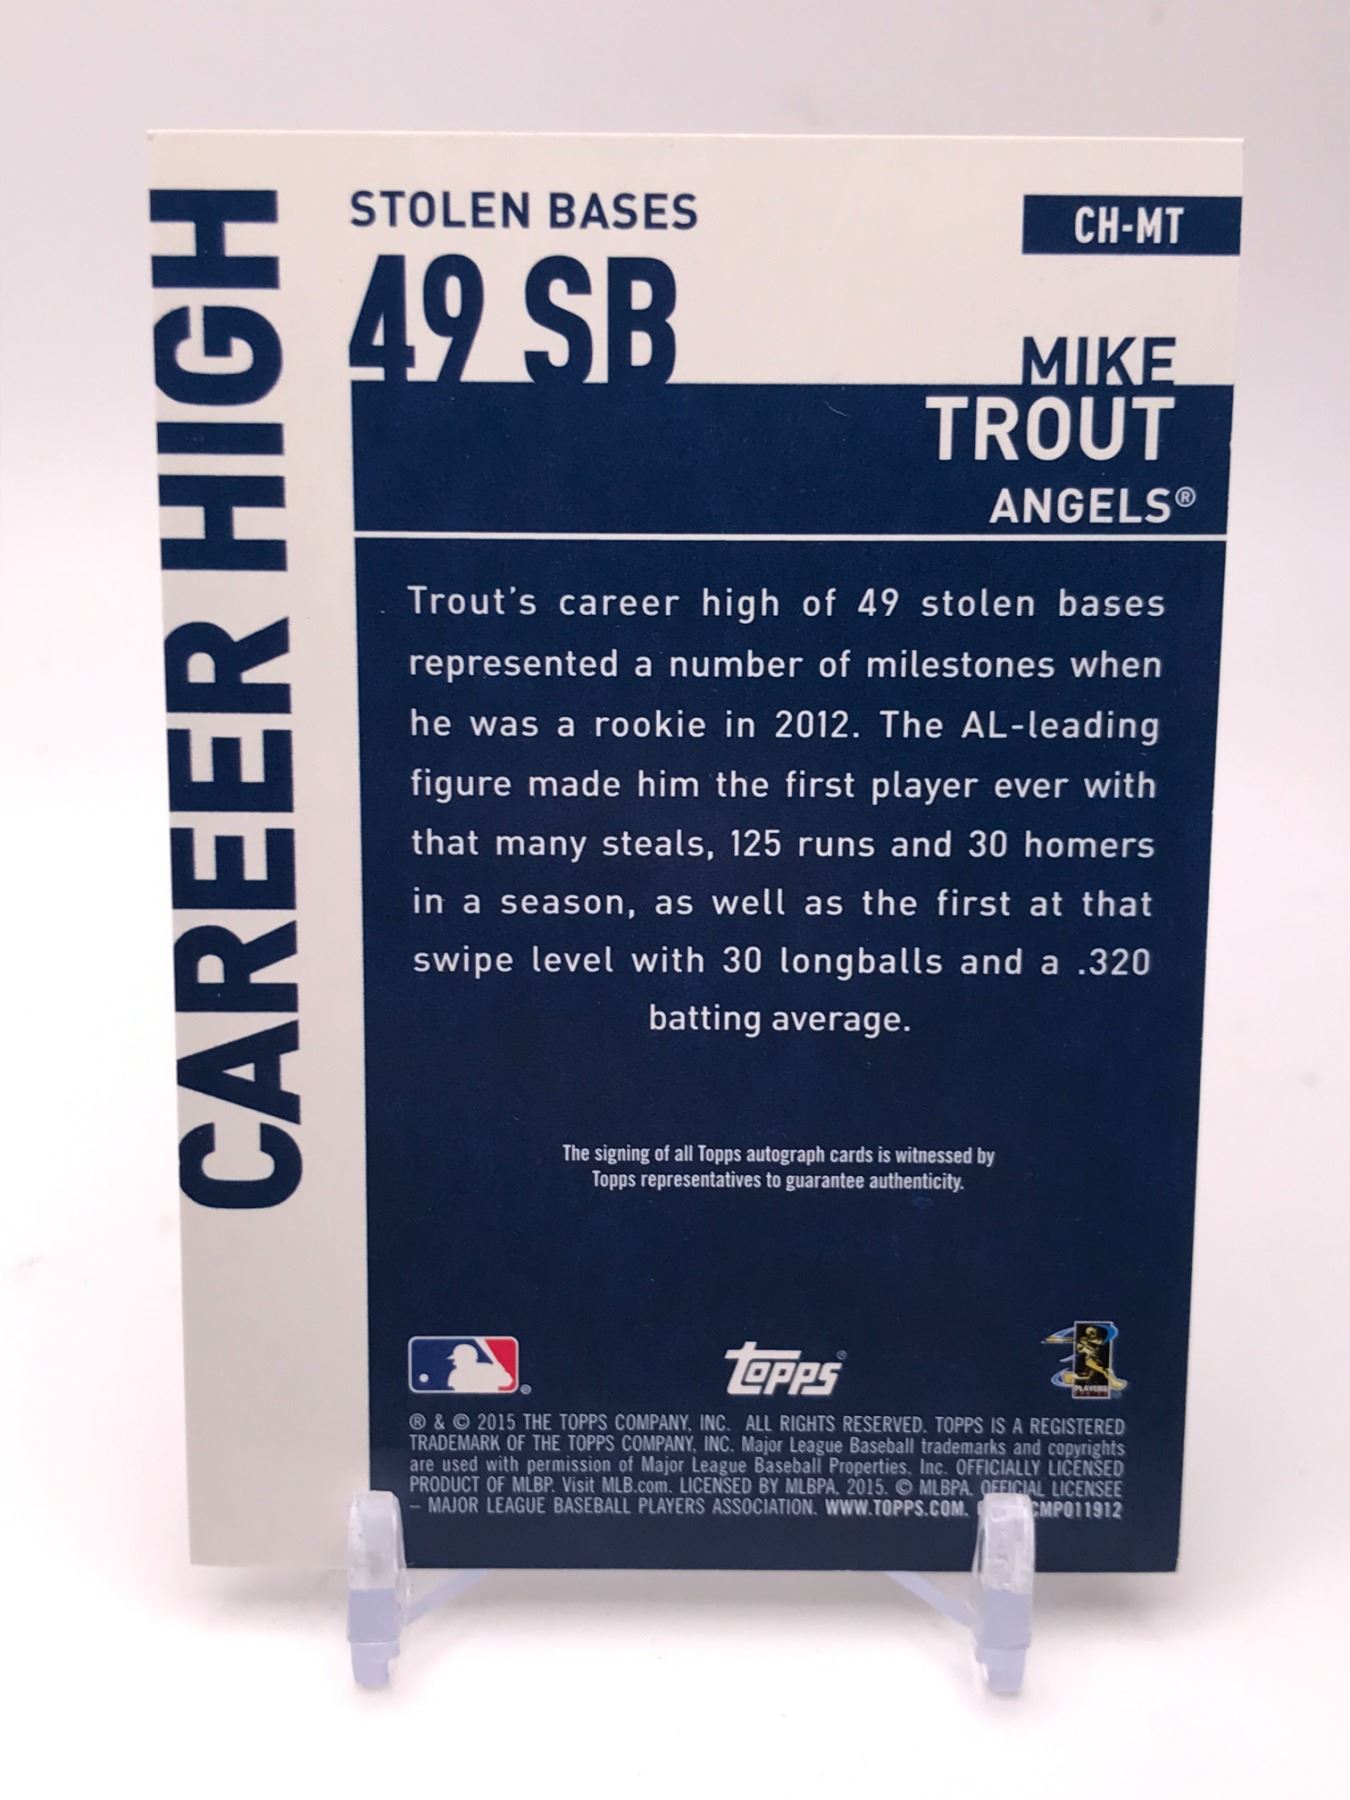 CAREER HIGH
STOLEN BASES
49 SB
CH-MT
MIKE
TROUT
ANGELS®
Trout's career high of 49 stolen bases
represented a number of milestones when
he was a rookie in 2012. The AL-leading
figure made him the first player ever with
that many steals, 125 runs and 30 homers
in a season, as well as the first at that
swipe level with 30 longballs and a .320
batting average.
The signing of all Topps autograph cards is witnessed by
Topps representatives to guarantee authenticity.
®
Topps®
PLAYERS
® & © 2015 THE TOPPS COMPANY, INC. ALL RIGHTS RESERVED. TOPPS IS A REGISTERED
TRADEMARK OF THE TOPPS COMPANY, INC. Major League Baseball trademarks and copyrights
are used with permission of Major League Baseball Properties, Inc. OFFICIALLY LICENSED
PRODUCT OF MLBP. Visit MLB.com. LICENSED BY MLBPA, 2015. © MLBPA. OFFICIAL LICENSEE
– MAJOR LEAGUE BASEBALL PLAYERS ASSOCIATION. WWW.TOPPS.COM. CMP011912